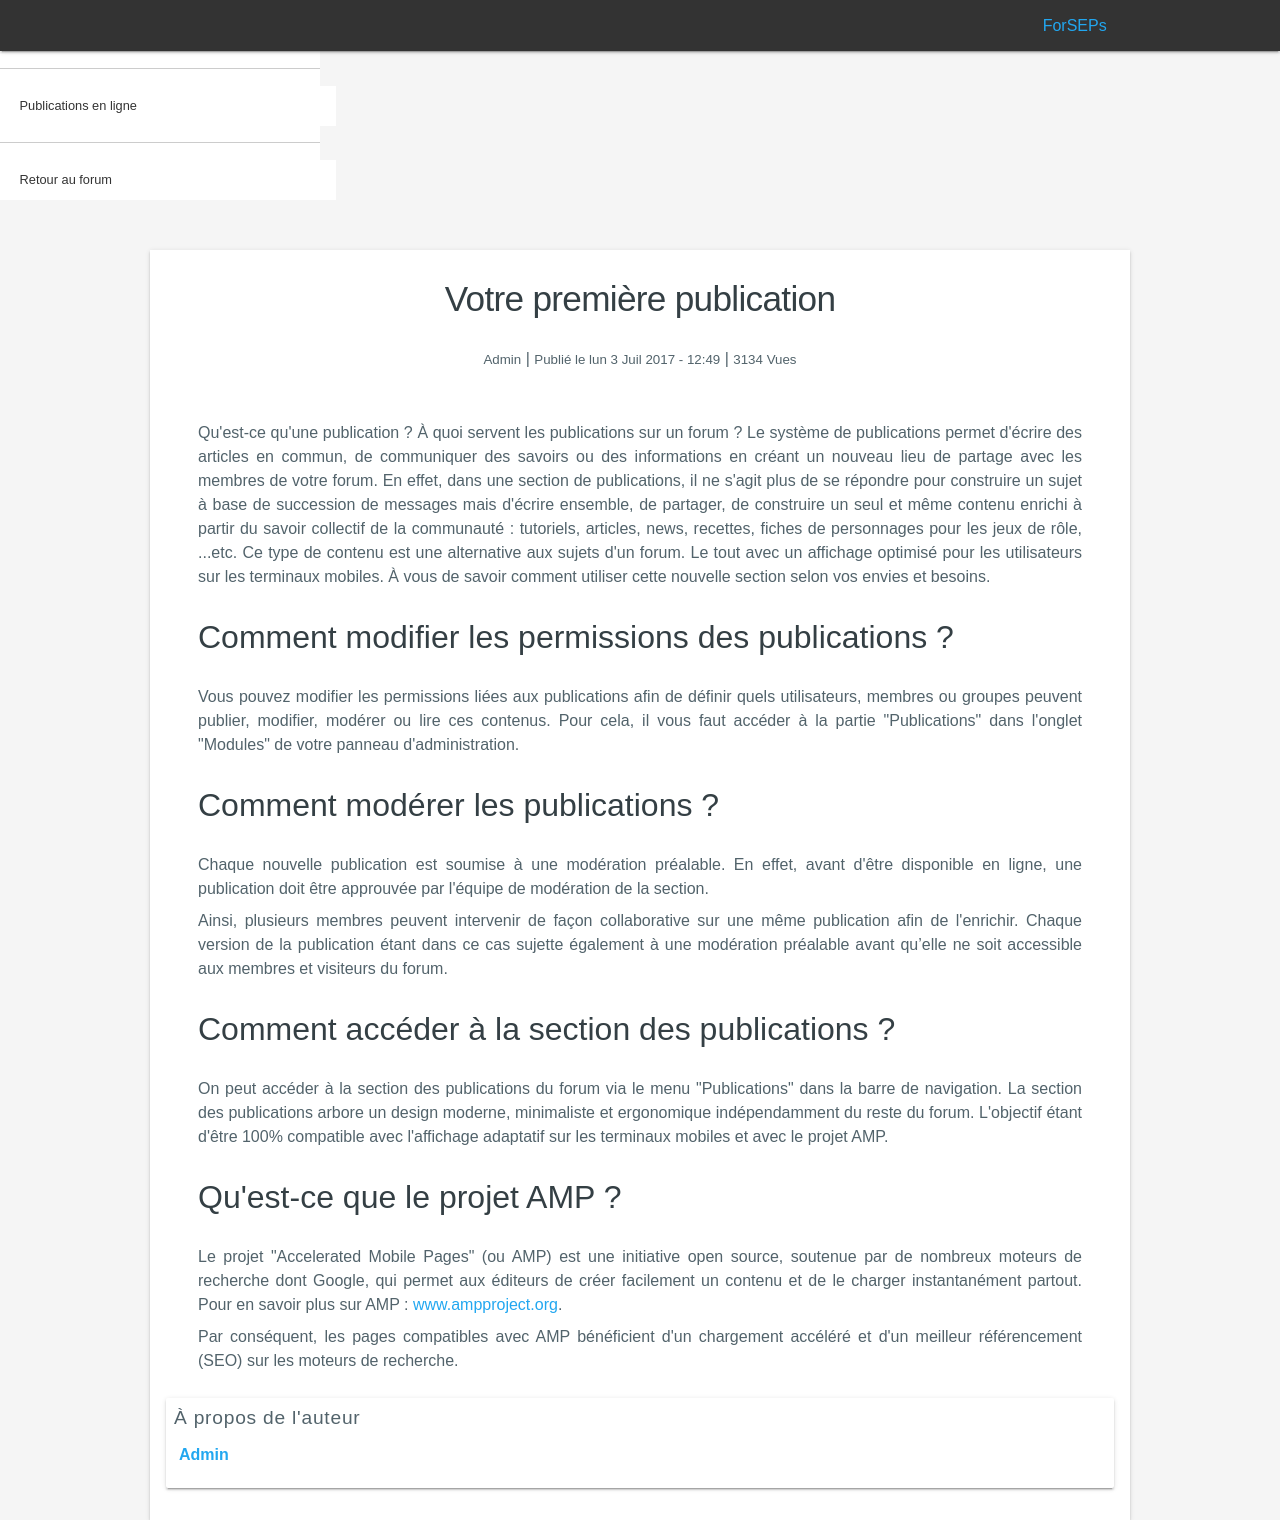 ForSEPs
Publications en ligne
Retour au forum
Votre première publication
Admin | Publié le lun 3 Juil 2017 - 12:49 | 3134 Vues
Qu'est-ce qu'une publication ? À quoi servent les publications sur un forum ? Le système de publications permet d'écrire des
articles en commun, de communiquer des savoirs ou des informations en créant un nouveau lieu de partage avec les
membres de votre forum. En effet, dans une section de publications, il ne s'agit plus de se répondre pour construire un sujet
à base de succession de messages mais d'écrire ensemble, de partager, de construire un seul et même contenu enrichi à
partir du savoir collectif de la communauté : tutoriels, articles, news, recettes, fiches de personnages pour les jeux de rôle,
...etc. Ce type de contenu est une alternative aux sujets d'un forum. Le tout avec un affichage optimisé pour les utilisateurs
sur les terminaux mobiles. À vous de savoir comment utiliser cette nouvelle section selon vos envies et besoins.
Comment modifier les permissions des publications ?
Vous pouvez modifier les permissions liées aux publications afin de définir quels utilisateurs, membres ou groupes peuvent
publier, modifier, modérer ou lire ces contenus. Pour cela, il vous faut accéder à la partie "Publications" dans l'onglet
"Modules" de votre panneau d'administration.
Comment modérer les publications ?
Chaque nouvelle publication est soumise à une modération préalable. En effet, avant d'être disponible en ligne, une
publication doit être approuvée par l'équipe de modération de la section.
Ainsi, plusieurs membres peuvent intervenir de façon collaborative sur une même publication afin de l'enrichir. Chaque
version de la publication étant dans ce cas sujette également à une modération préalable avant qu’elle ne soit accessible
aux membres et visiteurs du forum.
Comment accéder à la section des publications ?
On peut accéder à la section des publications du forum via le menu "Publications" dans la barre de navigation. La section
des publications arbore un design moderne, minimaliste et ergonomique indépendamment du reste du forum. L'objectif étant
d'être 100% compatible avec l'affichage adaptatif sur les terminaux mobiles et avec le projet AMP.
Qu'est-ce que le projet AMP ?
Le projet "Accelerated Mobile Pages" (ou AMP) est une initiative open source, soutenue par de nombreux moteurs de
recherche dont Google, qui permet aux éditeurs de créer facilement un contenu et de le charger instantanément partout.
Pour en savoir plus sur AMP : www.ampproject.org.
Par conséquent, les pages compatibles avec AMP bénéficient d'un chargement accéléré et d'un meilleur référencement
(SEO) sur les moteurs de recherche.
À propos de l'auteur
Admin